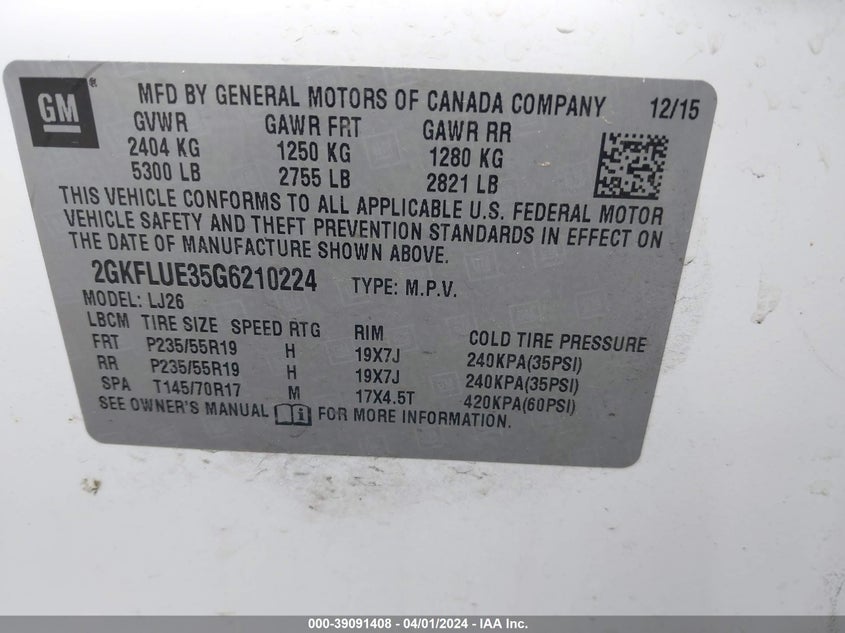 GM® MFD BY GENERAL MOTORS OF CANADA COMPANY 12/15
GVWR GAWR FRT GAWR RR
2404 KG 1250 KG 1280 KG
5300 LB 2755 LB 2821 LB
THIS VEHICLE CONFORMS TO ALL APPLICABLE U.S. FEDERAL MOTOR
VEHICLE SAFETY AND THEFT PREVENTION STANDARDS IN EFFECT ON
THE DATE OF MANUFACTURE SHOWN ABOVE.
2GKFLUE35G6210224 TYPE: M.P.V.
MODEL: LJ26
LBCM TIRE SIZE SPEED RTG RIM COLD TIRE PRESSURE
FRT P235/55R19 H 19X7J 240KPA(35PSI)
RR P235/55R19 H 19X7J 240KPA(35PSI)
SPA T145/70R17 M 17X4.5T 420KPA(60PSI)
SEE OWNER'S MANUAL FOR MORE INFORMATION.
000-39091408 - 04/01/2024 - IAA Inc.